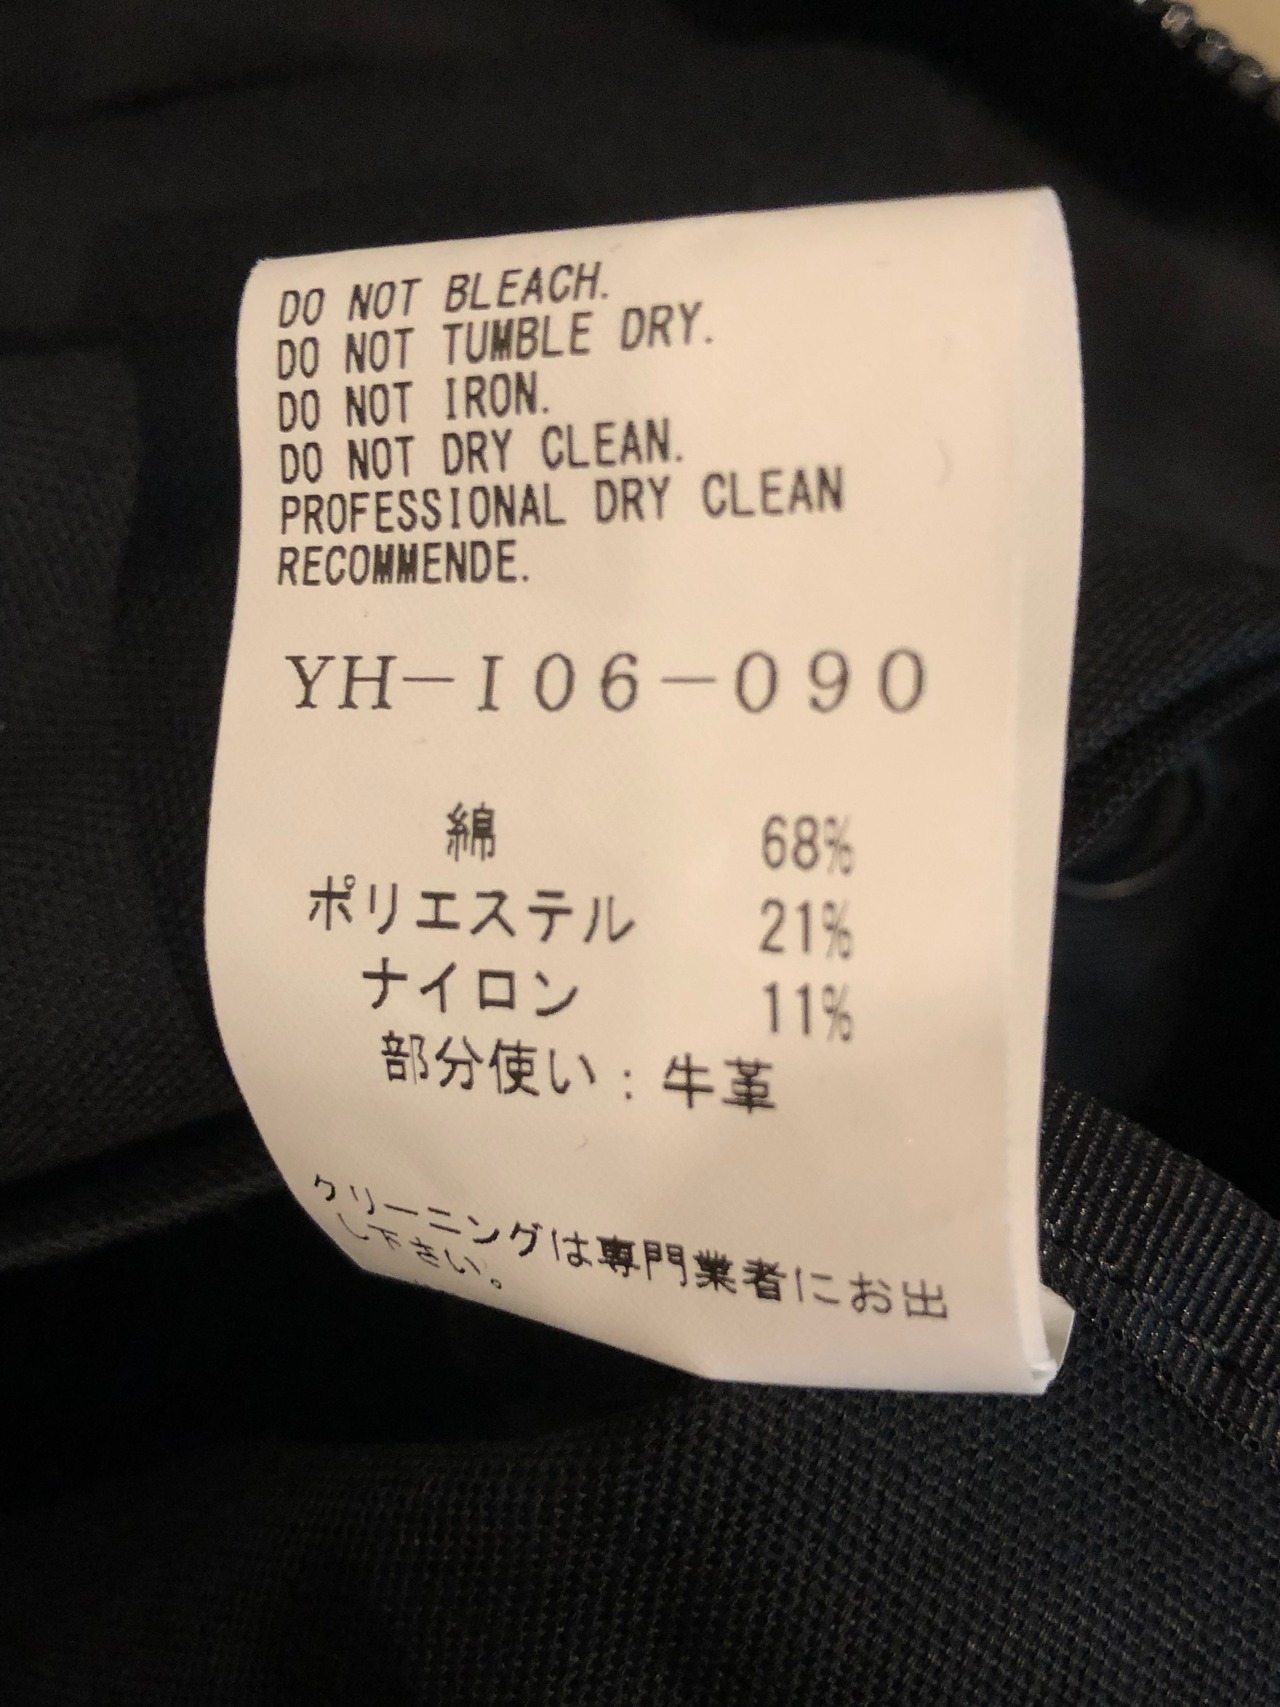 DO NOT BLEACH.
DO NOT TUMBLE DRY.
DO NOT IRON.
DO NOT DRY CLEAN.
PROFESSIONAL DRY CLEAN
RECOMMENDE.
YH－I０６－０９０
綿 68%
ポリエステル 21%
ナイロン 11%
部分使い：牛革
クリーニングは専門業者にお出
し下さい。